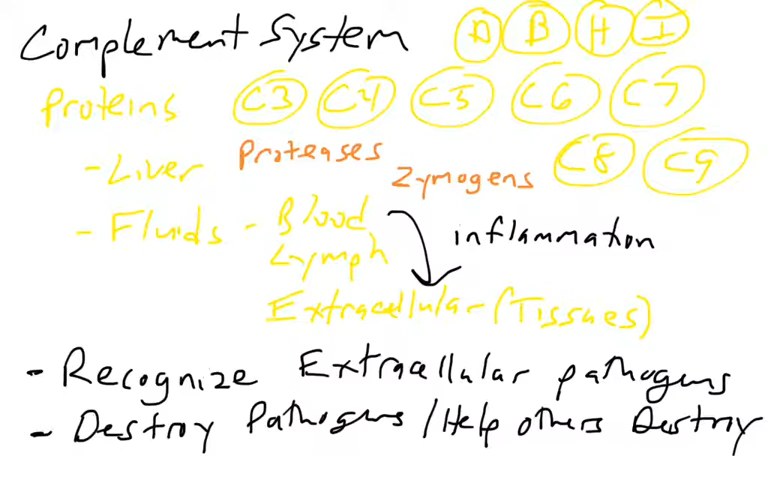 Complement System D B H I
Proteins C3 C4 C5 C6 C7
- Liver Proteases Zymogens C8 C9
- Fluids - Blood inflammation
Lymph
Extracellular (Tissues)
- Recognize Extracellular pathogens
- Destroy Pathogens / Help others Destroy